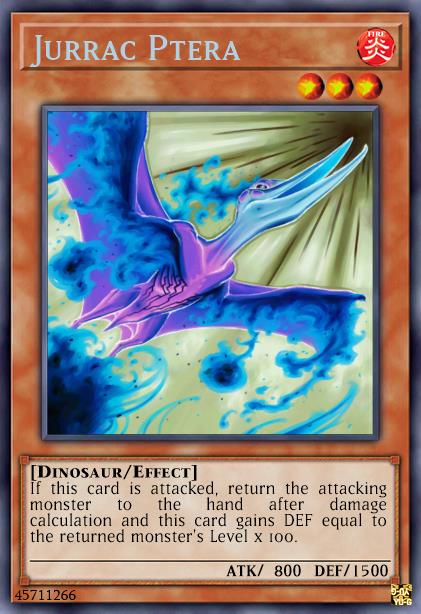 Jurrac Ptera
FIRE
炎
[Dinosaur/Effect]
If this card is attacked, return the attacking
monster to the hand after damage
calculation and this card gains DEF equal to
the returned monster's Level x 100.
ATK/ 800 DEF/1500
45711266